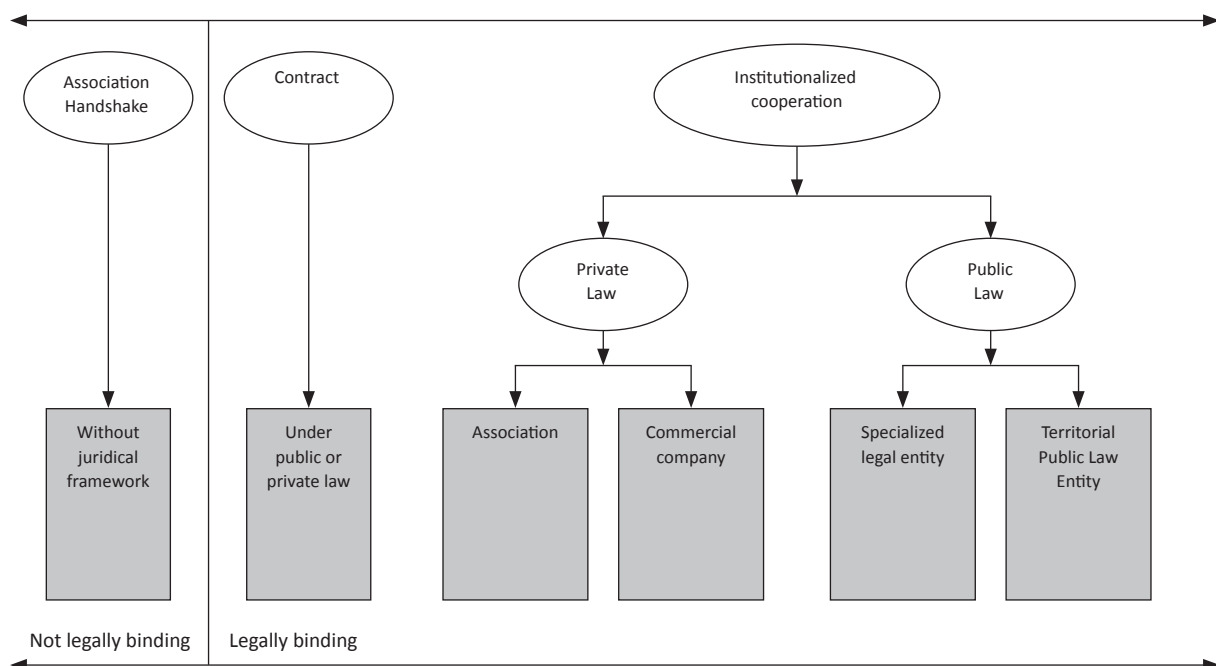 Association
Handshake
Contract
Institutionalized
cooperation
Private
Law
Public
Law
Without
juridical
framework
Under
public or
private law
Association
Commercial
company
Specialized
legal entity
Territorial
Public Law
Entity
Not legally binding
Legally binding